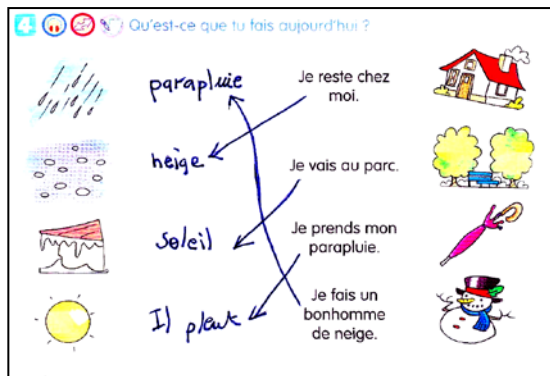 4 Qu'est-ce que tu fais aujourd'hui ?
parapluie
Je reste chez
moi.
neige
Je vais au parc.
soleil
Je prends mon
parapluie.
Il pleut
Je fais un
bonhomme
de neige.